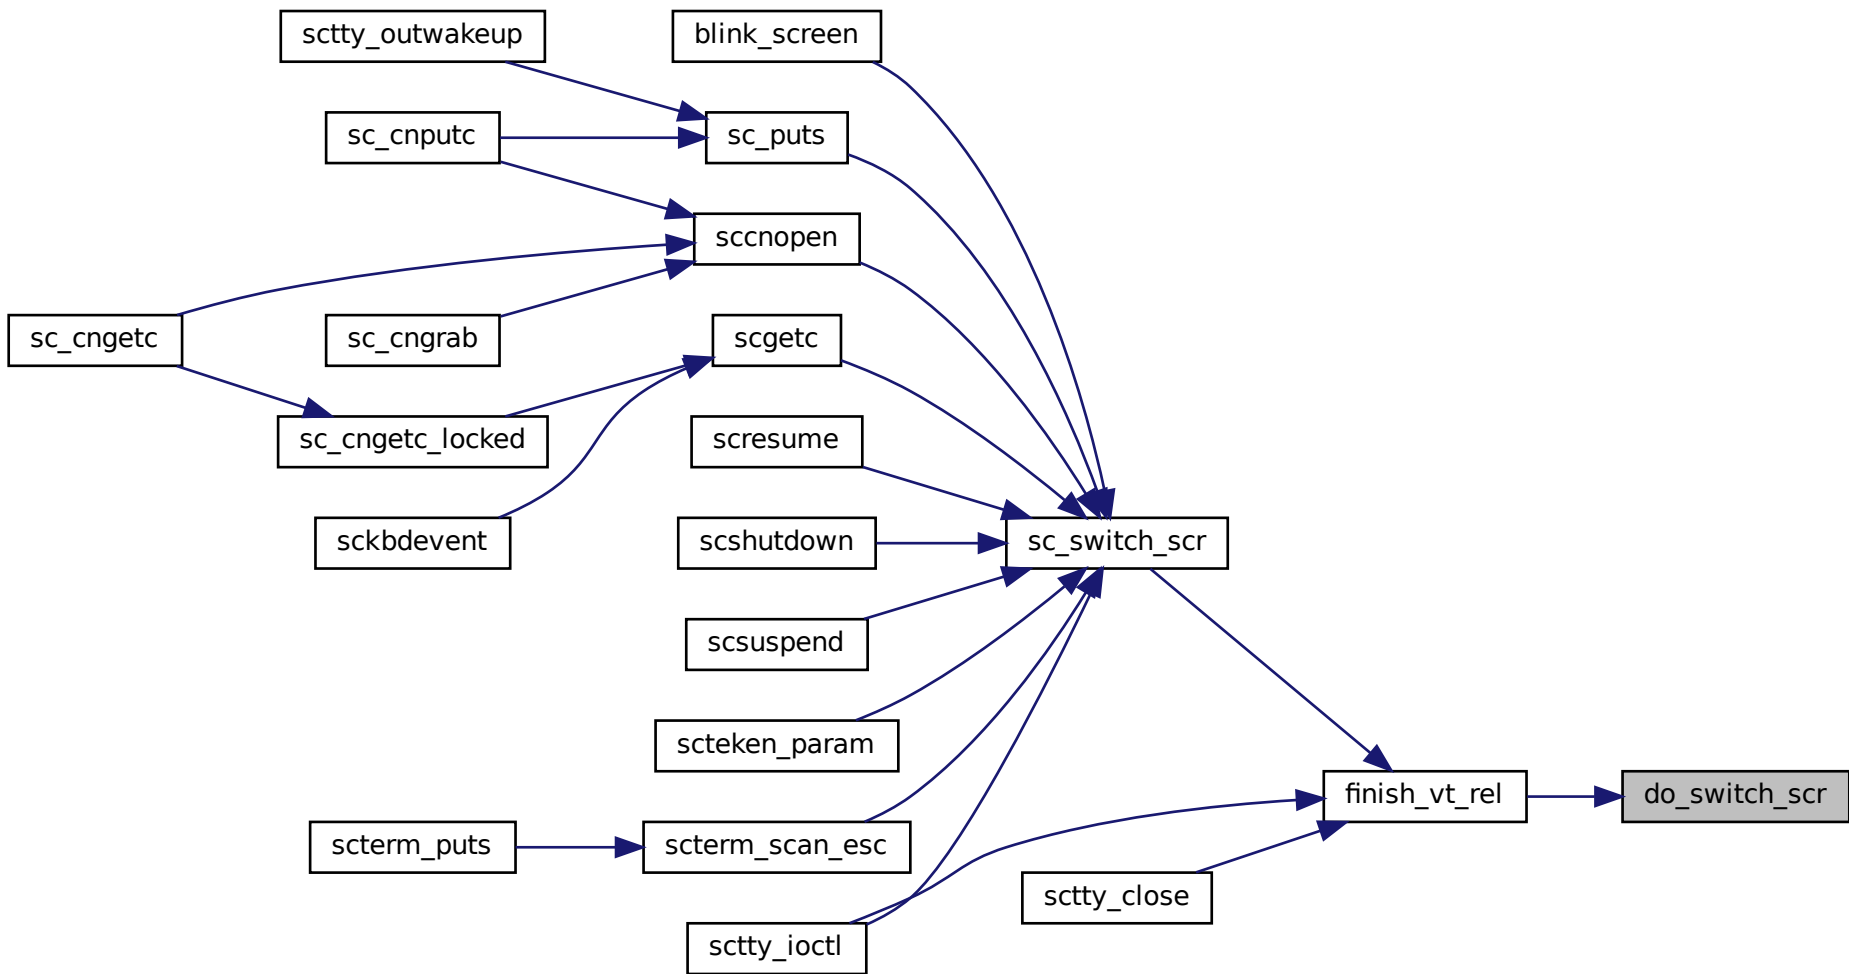 sctty_outwakeup
blink_screen
sc_cnputc
sc_puts
sccnopen
sc_cngetc
sc_cngrab
scgetc
sc_cngetc_locked
scresume
sckbdevent
scshutdown
sc_switch_scr
scsuspend
scteken_param
finish_vt_rel
do_switch_scr
scterm_puts
scterm_scan_esc
sctty_close
sctty_ioctl